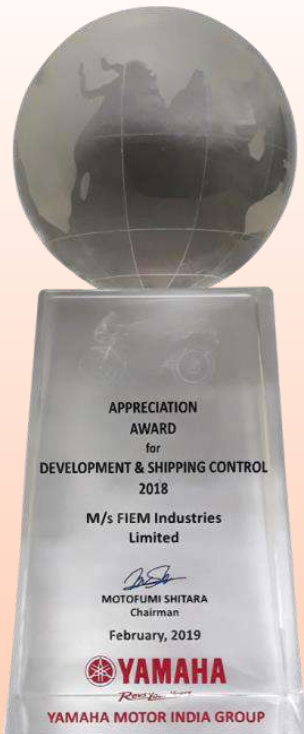 APPRECIATION
AWARD
for
DEVELOPMENT & SHIPPING CONTROL
2018
M/s FIEM Industries
Limited
MOTOFUMI SHITARA
Chairman
February, 2019
YAMAHA
YAMAHA MOTOR INDIA GROUP